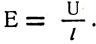 E = U/l.